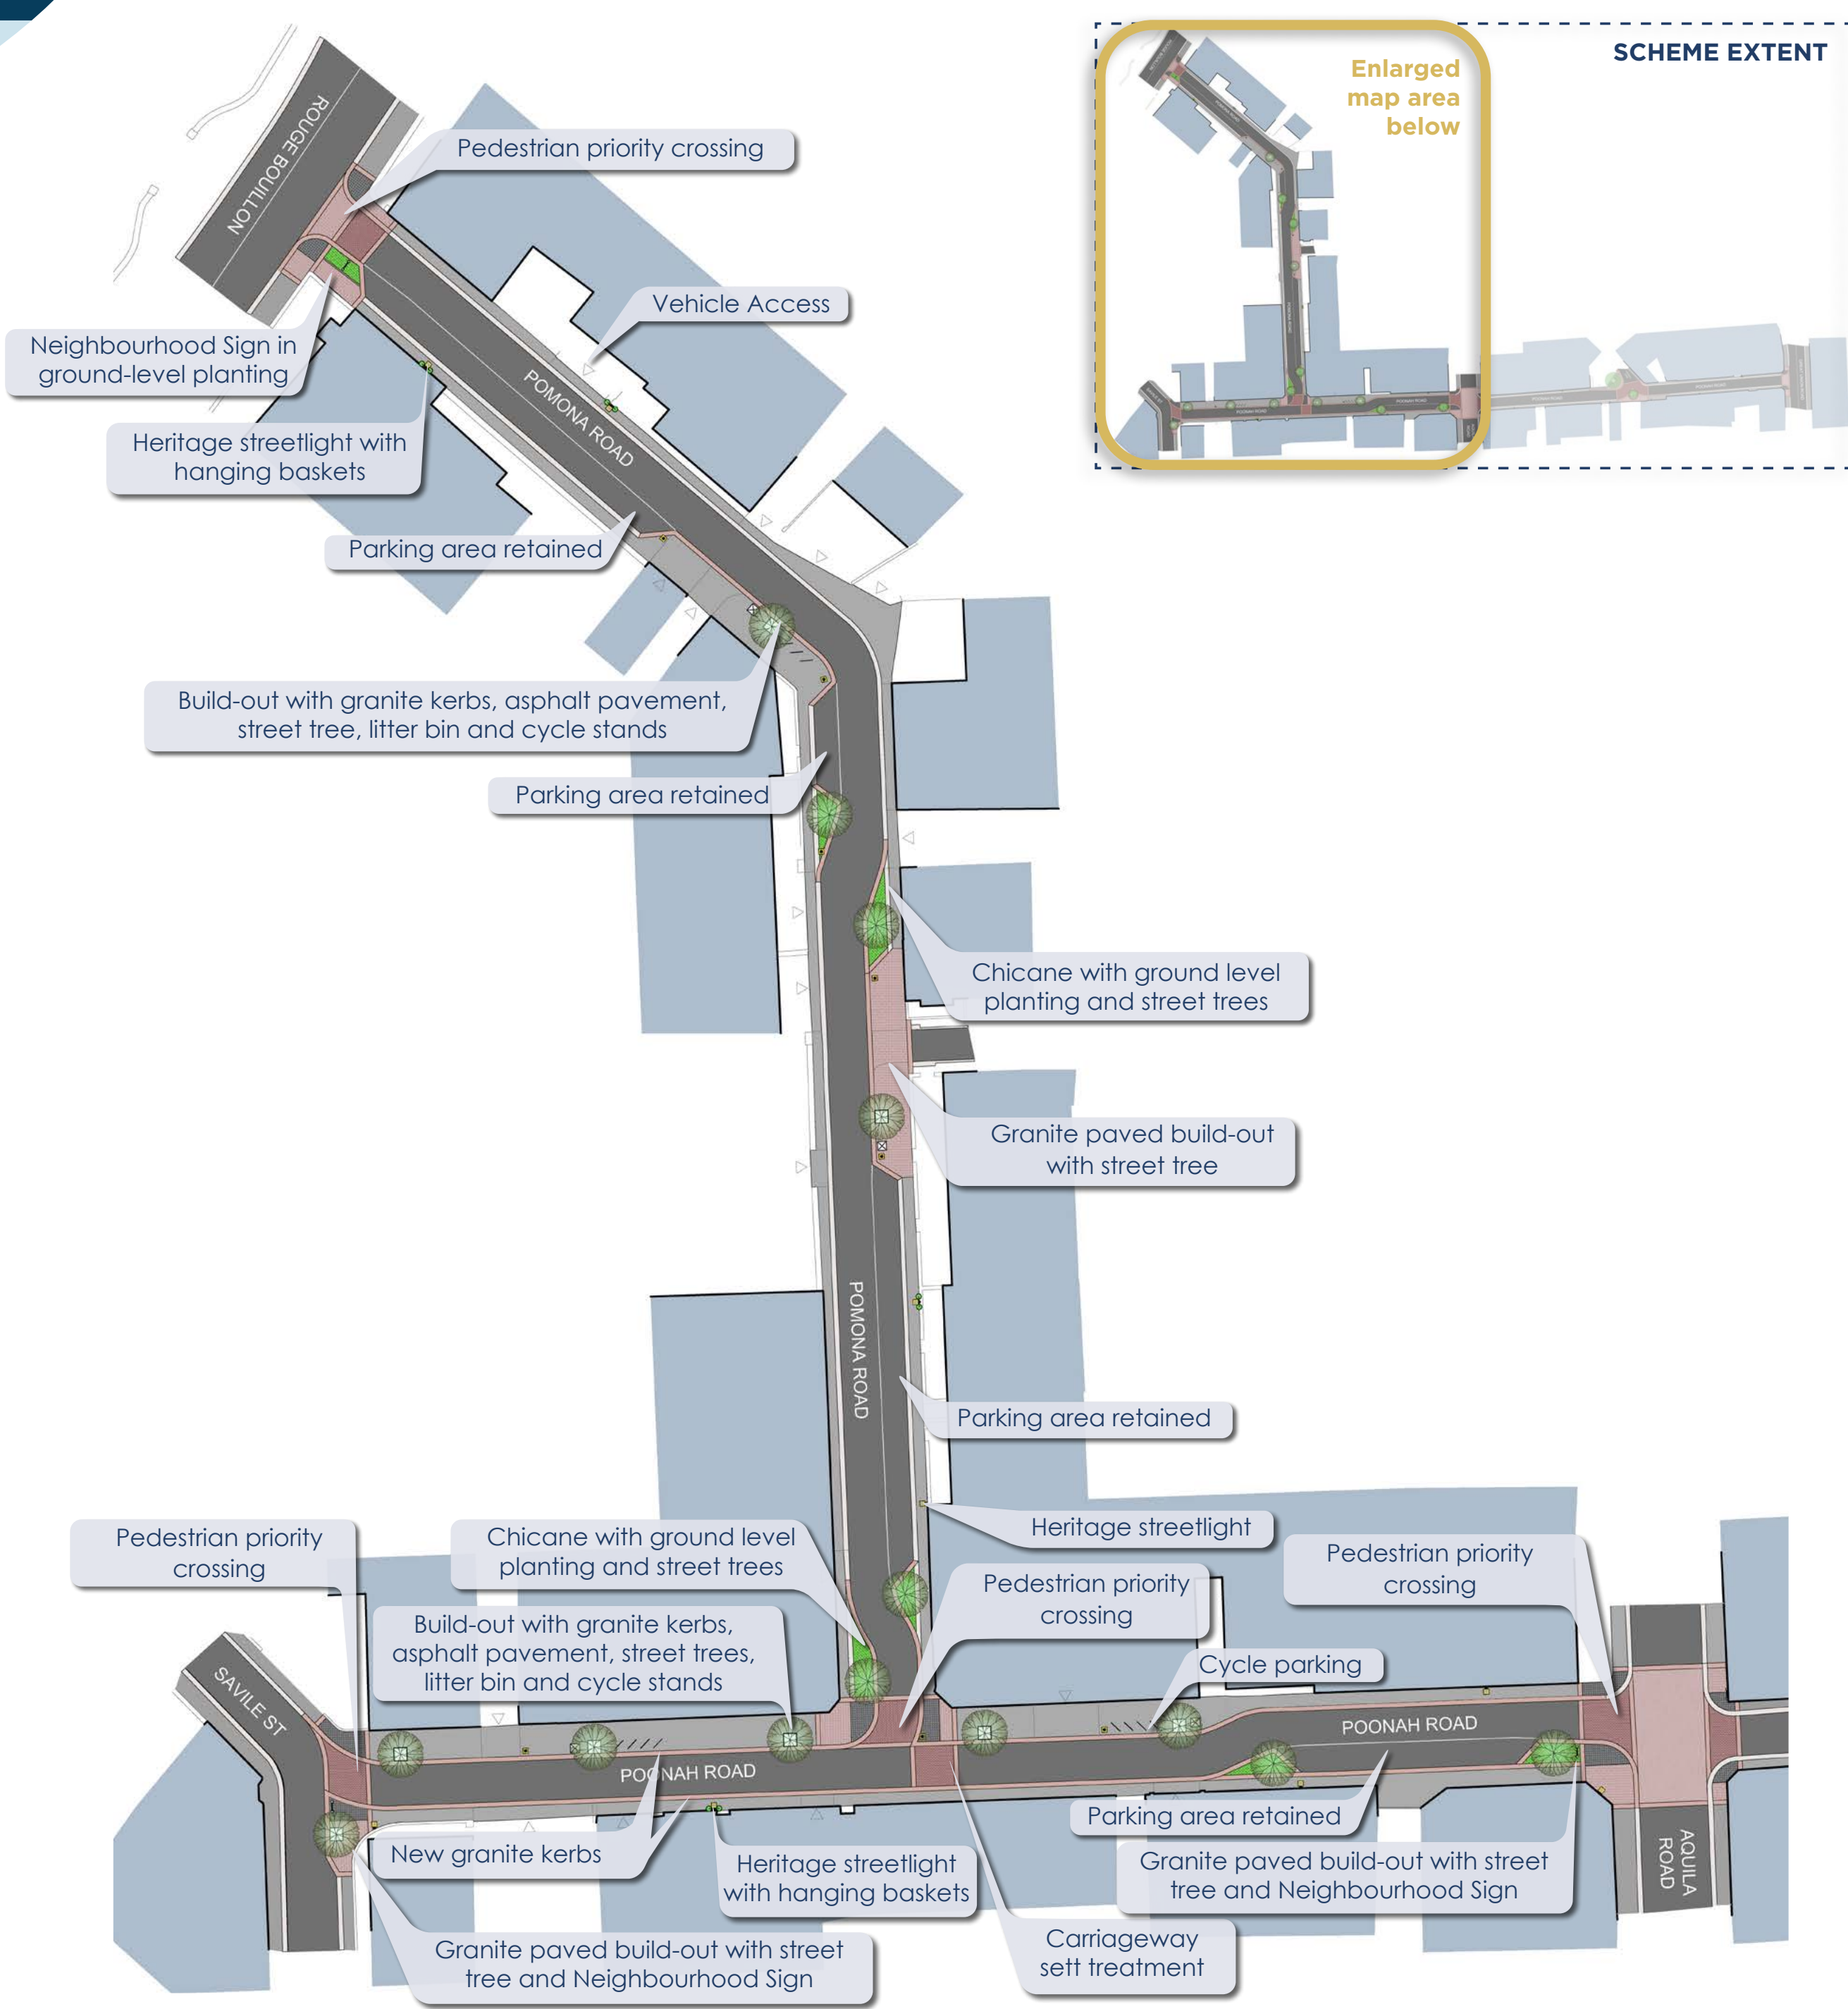 SCHEME EXTENT
Enlarged
map area
below
ROUGE BOUILLON
Pedestrian priority crossing
Vehicle Access
Neighbourhood Sign in
ground-level planting
POMONA ROAD
Heritage streetlight with
hanging baskets
Parking area retained
Build-out with granite kerbs, asphalt pavement,
street tree, litter bin and cycle stands
Parking area retained
Chicane with ground level
planting and street trees
Granite paved build-out
with street tree
POMONA ROAD
Parking area retained
Heritage streetlight
Pedestrian priority
crossing
Chicane with ground level
planting and street trees
Pedestrian priority
crossing
Pedestrian priority
crossing
Build-out with granite kerbs,
asphalt pavement, street trees,
litter bin and cycle stands
Cycle parking
SAVILE ST
POONAH ROAD
POONAH ROAD
Parking area retained
New granite kerbs
Heritage streetlight
with hanging baskets
Granite paved build-out with street
tree and Neighbourhood Sign
AQUILA
ROAD
Granite paved build-out with street
tree and Neighbourhood Sign
Carriageway
sett treatment